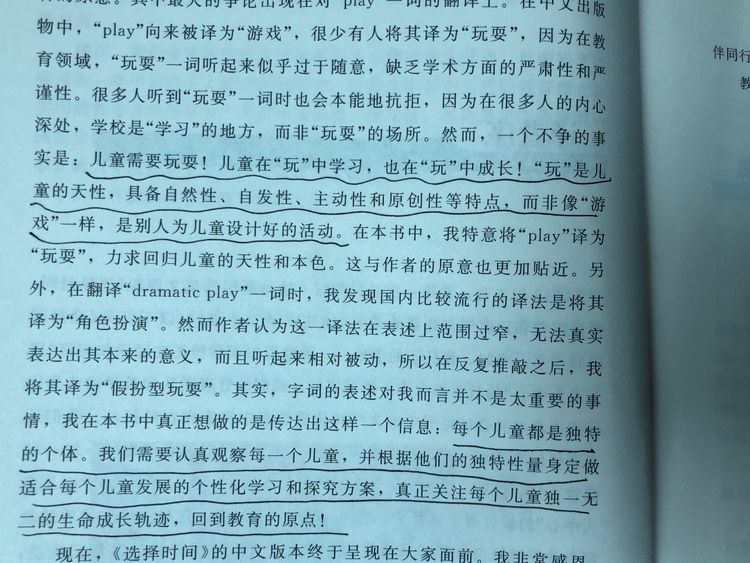 的原意。其中最大的争论出现在对“play”一词的翻译上。在中文出版
物中，“play”向来被译为“游戏”，很少有人将其译为“玩耍”，因为在教
育领域，“玩耍”一词听起来似乎过于随意，缺乏学术方面的严肃性和严
谨性。很多人听到“玩耍”一词时也会本能地抗拒，因为在很多人的内心
深处，学校是“学习”的地方，而非“玩耍”的场所。然而，一个不争的事
实是：儿童需要玩耍！儿童在“玩”中学习，也在“玩”中成长！“玩”是儿
童的天性，具备自然性、自发性、主动性和原创性等特点，而非像“游
戏”一样，是别人为儿童设计好的活动。在本书中，我特意将“play”译为
“玩耍”，力求回归儿童的天性和本色。这与作者的原意也更加贴近。另
外，在翻译“dramatic play”一词时，我发现国内比较流行的译法是将其
译为“角色扮演”。然而作者认为这一译法在表述上范围过窄，无法真实
表达出其本来的意义，而且听起来相对被动，所以在反复推敲之后，我
将其译为“假扮型玩耍”。其实，字词的表述对我而言并不是太重要的事
情，我在本书中真正想做的是传达出这样一个信息：每个儿童都是独特
的个体。我们需要认真观察每一个儿童，并根据他们的独特性量身定做
适合每个儿童发展的个性化学习和探究方案，真正关注每个儿童独一无
二的生命成长轨迹，回到教育的原点！
现在，《选择时间》的中文版本终于呈现在大家面前。我非常感恩
伴同行
教